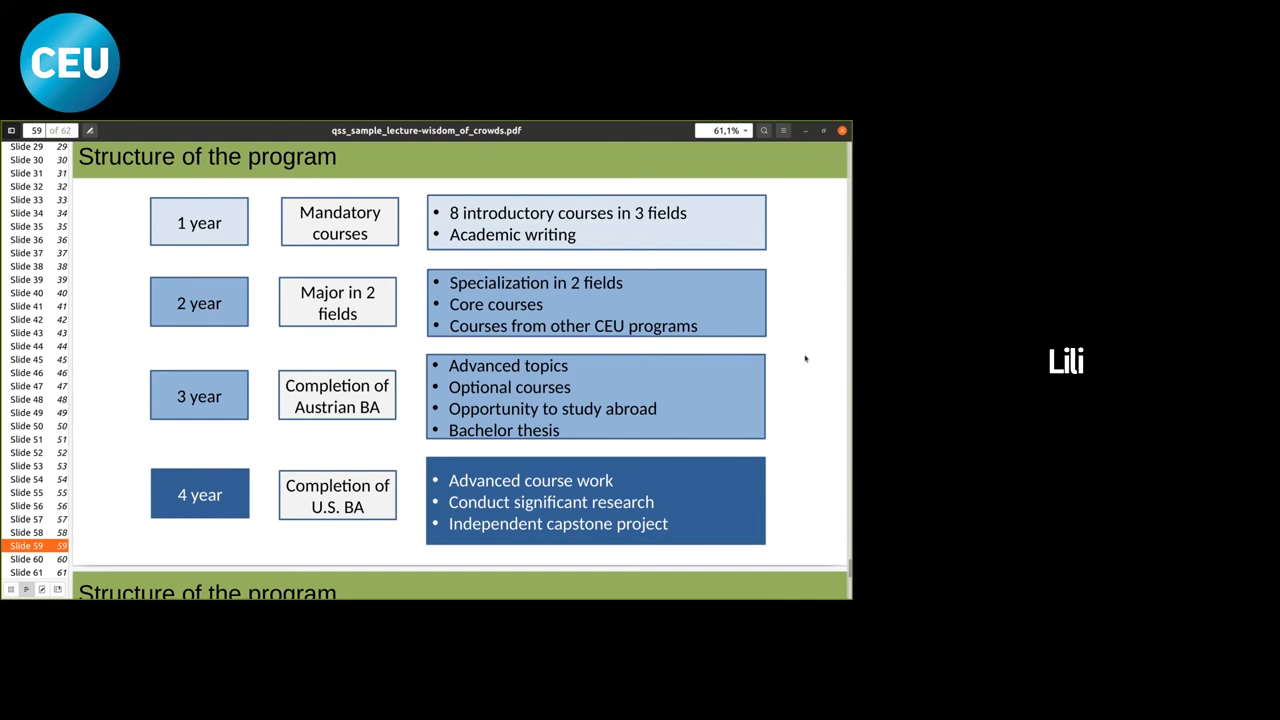 CEU
59 of 62
qss_sample_lecture-wisdom_of_crowds.pdf
61,1%
Slide 29 29
Slide 30 30
Slide 31 31
Slide 32 32
Slide 33 33
Slide 34 34
Slide 35 35
Slide 36 36
Slide 37 37
Slide 38 38
Slide 39 39
Slide 40 40
Slide 41 41
Slide 42 42
Slide 43 43
Slide 44 44
Slide 45 45
Slide 46 46
Slide 47 47
Slide 48 48
Slide 49 49
Slide 50 50
Slide 51 51
Slide 52 52
Slide 53 53
Slide 54 54
Slide 55 55
Slide 56 56
Slide 57 57
Slide 58 58
Slide 59 59
Slide 60 60
Slide 61 61
Structure of the program
1 year
Mandatory
courses
• 8 introductory courses in 3 fields
• Academic writing
2 year
Major in 2
fields
• Specialization in 2 fields
• Core courses
• Courses from other CEU programs
3 year
Completion of
Austrian BA
• Advanced topics
• Optional courses
• Opportunity to study abroad
• Bachelor thesis
4 year
Completion of
U.S. BA
• Advanced course work
• Conduct significant research
• Independent capstone project
Structure of the program
Lili